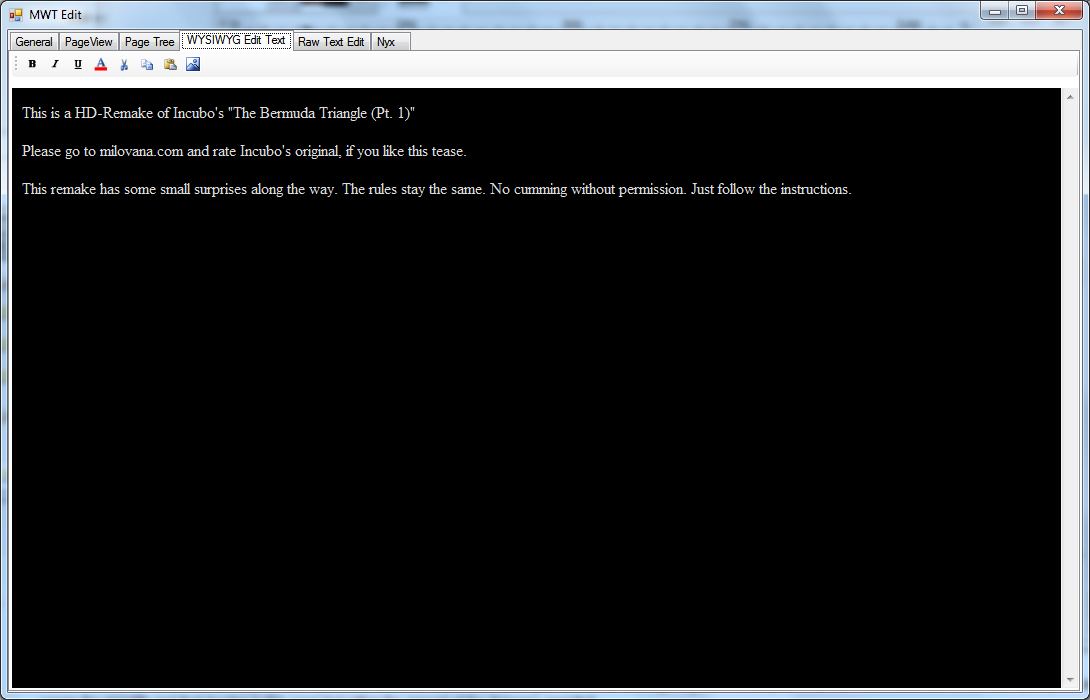 MWT Edit
General PageView Page Tree WYSIWYG Edit Text Raw Text Edit Nyx
B I U A
This is a HD-Remake of Incubo's "The Bermuda Triangle (Pt. 1)"
Please go to milovana.com and rate Incubo's original, if you like this tease.
This remake has some small surprises along the way. The rules stay the same. No cumming without permission. Just follow the instructions.